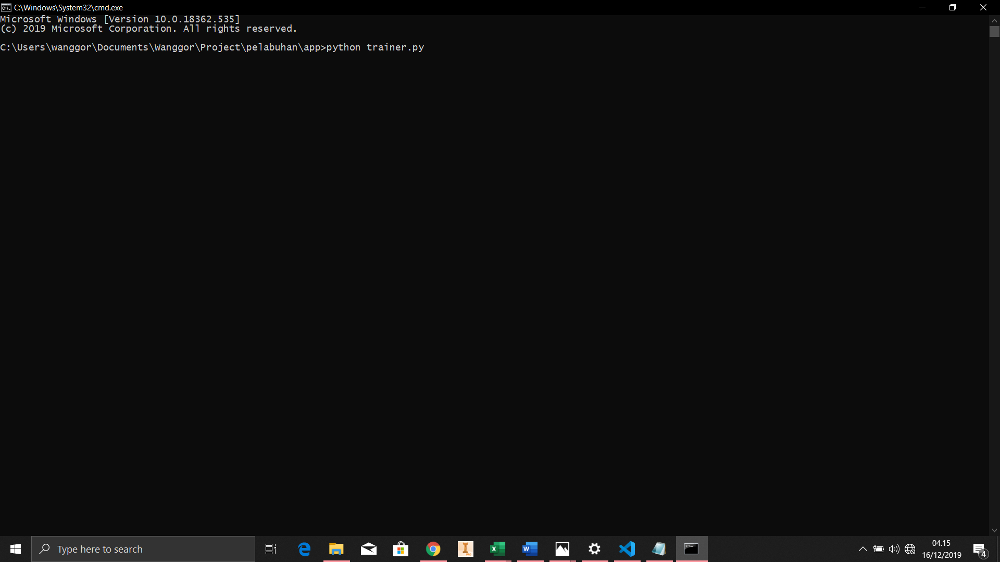 C:\Windows\System32\cmd.exe
Microsoft Windows [Version 10.0.18362.535]
(c) 2019 Microsoft Corporation. All rights reserved.
C:\Users\wanggor\Documents\Wanggor\Project\pelabuhan\app>python trainer.py
Type here to search
04.15
16/12/2019
4